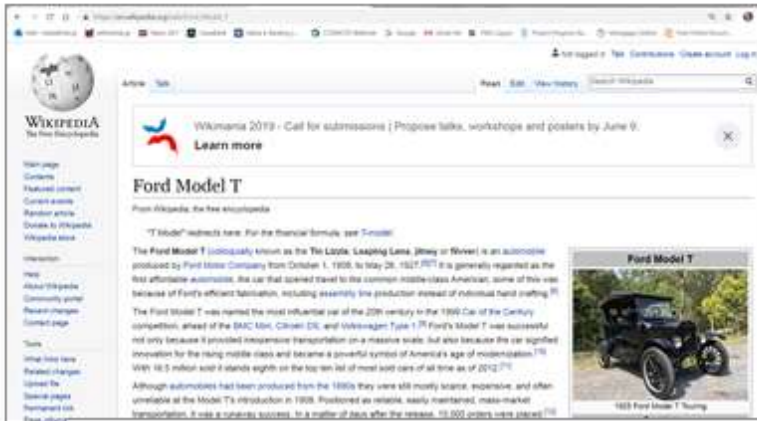 Not logged in Talk Contributions Create account Log in
Article Talk
Read Edit View history Search Wikipedia
WIKIPEDIA
The Free Encyclopedia
Wikimania 2019 - Call for submissions | Propose talks, workshops and posters by June 9.
Learn more
Main page
Contents
Featured content
Current events
Random article
Donate to Wikipedia
Wikipedia store
Interaction
Help
About Wikipedia
Community portal
Recent changes
Contact page
Tools
What links here
Related changes
Upload file
Special pages
Permanent link
Ford Model T
From Wikipedia, the free encyclopedia
"T Model" redirects here. For the financial formula, see T-model.
The Ford Model T (colloquially known as the Tin Lizzie, Leaping Lena, jitney or flivver) is an automobile
produced by Ford Motor Company from October 1, 1908, to May 26, 1927. It is generally regarded as the
first affordable automobile, the car that opened travel to the common middle-class American; some of this was
because of Ford's efficient fabrication, including assembly line production instead of individual hand crafting.
The Ford Model T was named the most influential car of the 20th century in the 1999 Car of the Century
competition, ahead of the BMC Mini, Citroën DS, and Volkswagen Type 1. Ford's Model T was successful
not only because it provided inexpensive transportation on a massive scale, but also because the car signified
innovation for the rising middle class and became a powerful symbol of America's age of modernization.
With 16.5 million sold it stands eighth on the top ten list of most sold cars of all time as of 2012.
Although automobiles had been produced from the 1880s they were still mostly scarce, expensive, and often
unreliable at the Model T's introduction in 1908. Positioned as reliable, easily maintained, mass-market
transportation, it was a runaway success. In a matter of days after the release, 15,000 orders were placed.
Ford Model T
Ford Model T Touring